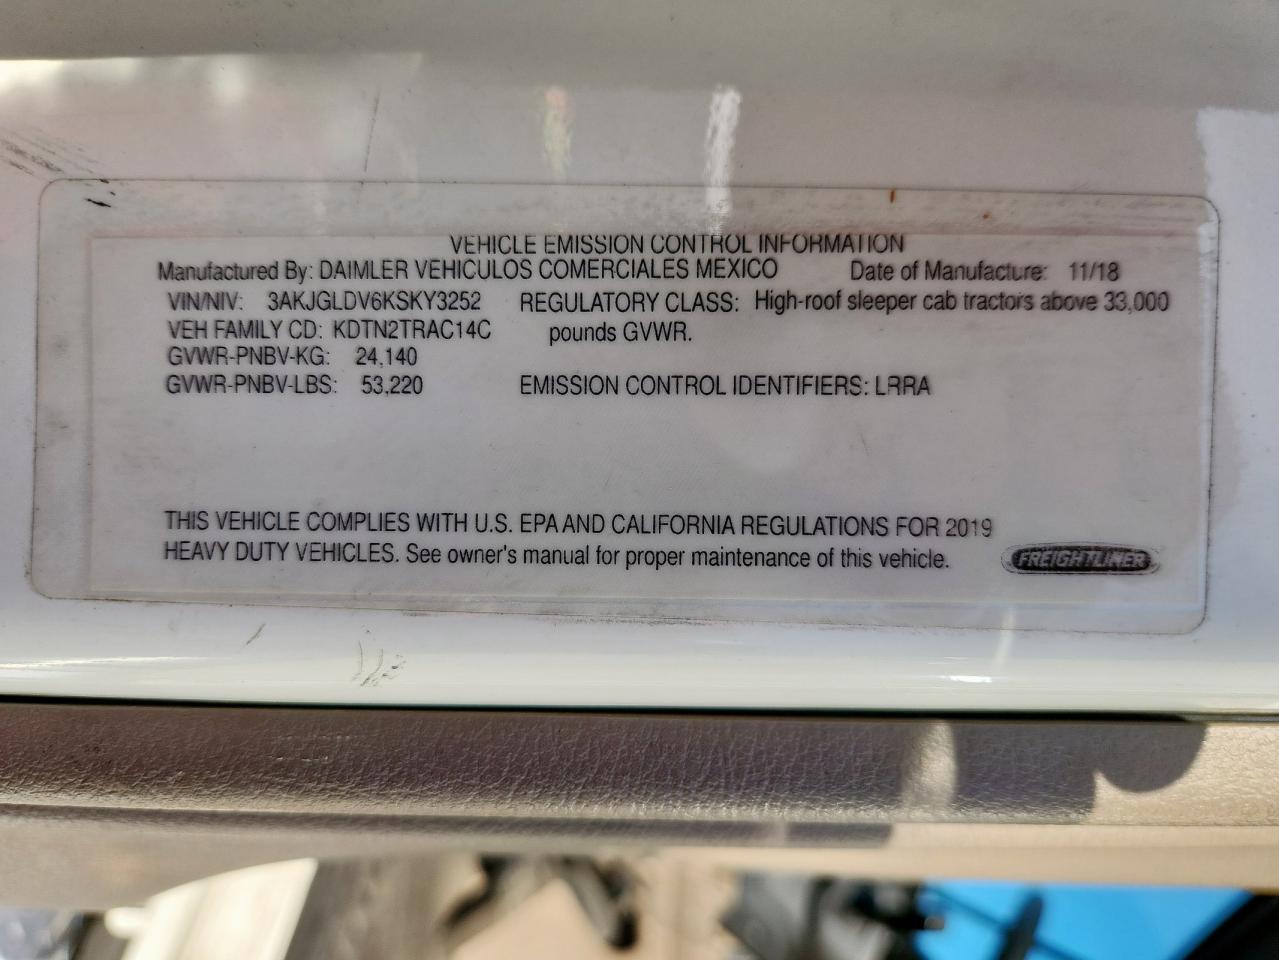 VEHICLE EMISSION CONTROL INFORMATION
Manufactured By: DAIMLER VEHICULOS COMERCIALES MEXICO Date of Manufacture: 11/18
VIN/NIV: 3AKJGLDV6KSKY3252 REGULATORY CLASS: High-roof sleeper cab tractors above 33,000
VEH FAMILY CD: KDTN2TRAC14C pounds GVWR.
GVWR-PNBV-KG: 24,140
GVWR-PNBV-LBS: 53,220 EMISSION CONTROL IDENTIFIERS: LRRA
THIS VEHICLE COMPLIES WITH U.S. EPA AND CALIFORNIA REGULATIONS FOR 2019
HEAVY DUTY VEHICLES. See owner's manual for proper maintenance of this vehicle.
FREIGHTLINER